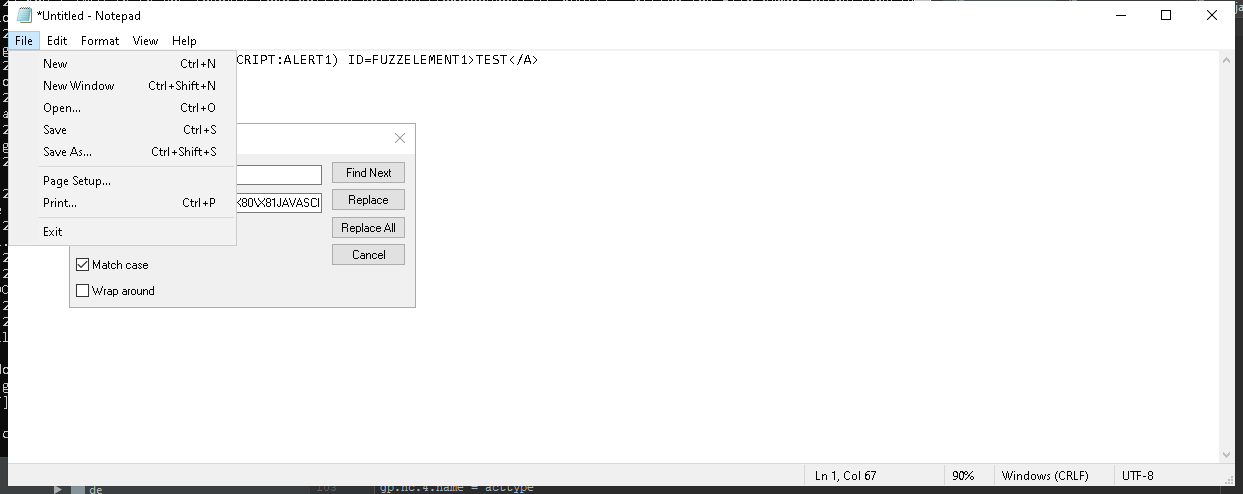 *Untitled - Notepad
File Edit Format View Help
CRIPT:ALERT1) ID=FUZZELEMENT1>TEST</A>
New Ctrl+N
New Window Ctrl+Shift+N
Open... Ctrl+O
Save Ctrl+S
Save As... Ctrl+Shift+S
Page Setup...
Print... Ctrl+P
Exit
Find Next
X80\X81JAVASCI
Replace
Replace All
Cancel
Match case
Wrap around
Ln 1, Col 67 90% Windows (CRLF) UTF-8
de
gp.nc.4.name = acttype